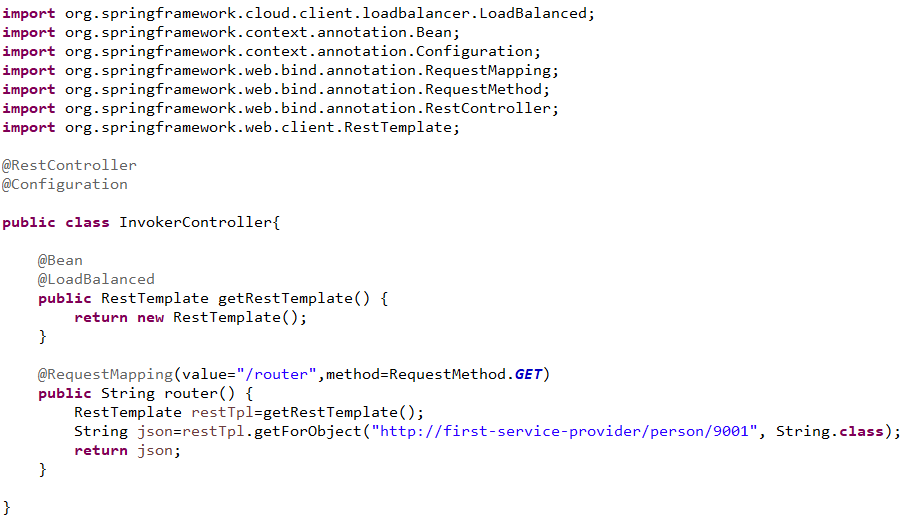 import org.springframework.cloud.client.loadbalancer.LoadBalanced;
import org.springframework.context.annotation.Bean;
import org.springframework.context.annotation.Configuration;
import org.springframework.web.bind.annotation.RequestMapping;
import org.springframework.web.bind.annotation.RequestMethod;
import org.springframework.web.bind.annotation.RestController;
import org.springframework.web.client.RestTemplate;

@RestController
@Configuration

public class InvokerController{

    @Bean
    @LoadBalanced
    public RestTemplate getRestTemplate() {
        return new RestTemplate();
    }

    @RequestMapping(value="/router",method=RequestMethod.GET)
    public String router() {
        RestTemplate restTpl=getRestTemplate();
        String json=restTpl.getForObject("http://first-service-provider/person/9001", String.class);
        return json;
    }

}